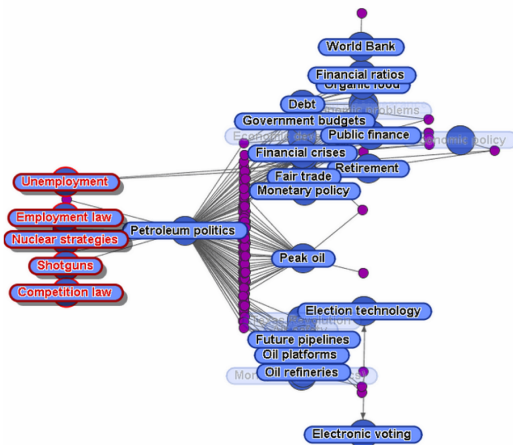 World Bank
Financial ratios
Organic food
Debt
Government budgets
Public finance
Financial crises
Retirement
Fair trade
Monetary policy
Unemployment
Employment law
Nuclear strategies
Petroleum politics
Shotguns
Peak oil
Competition law
Election technology
Future pipelines
Oil platforms
Oil refineries
Electronic voting